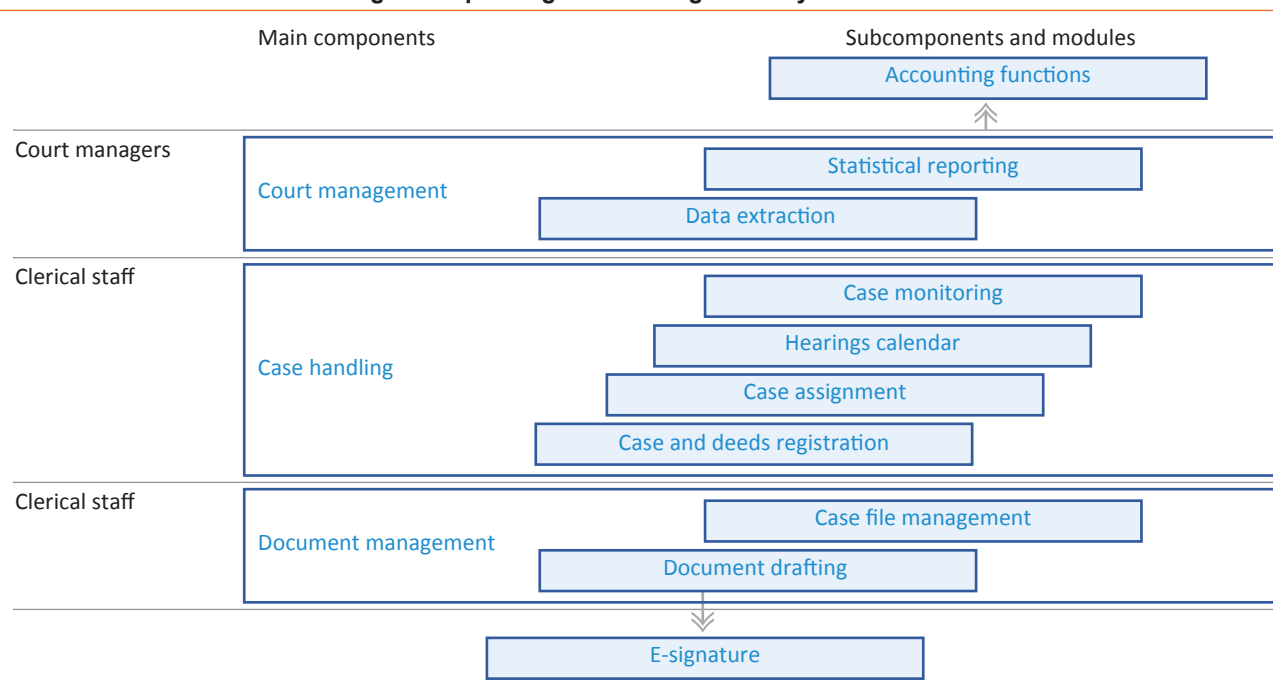 Main components
Subcomponents and modules
Accounting functions
Court managers
Statistical reporting
Court management
Data extraction
Clerical staff
Case monitoring
Hearings calendar
Case handling
Case assignment
Case and deeds registration
Clerical staff
Case file management
Document management
Document drafting
E-signature